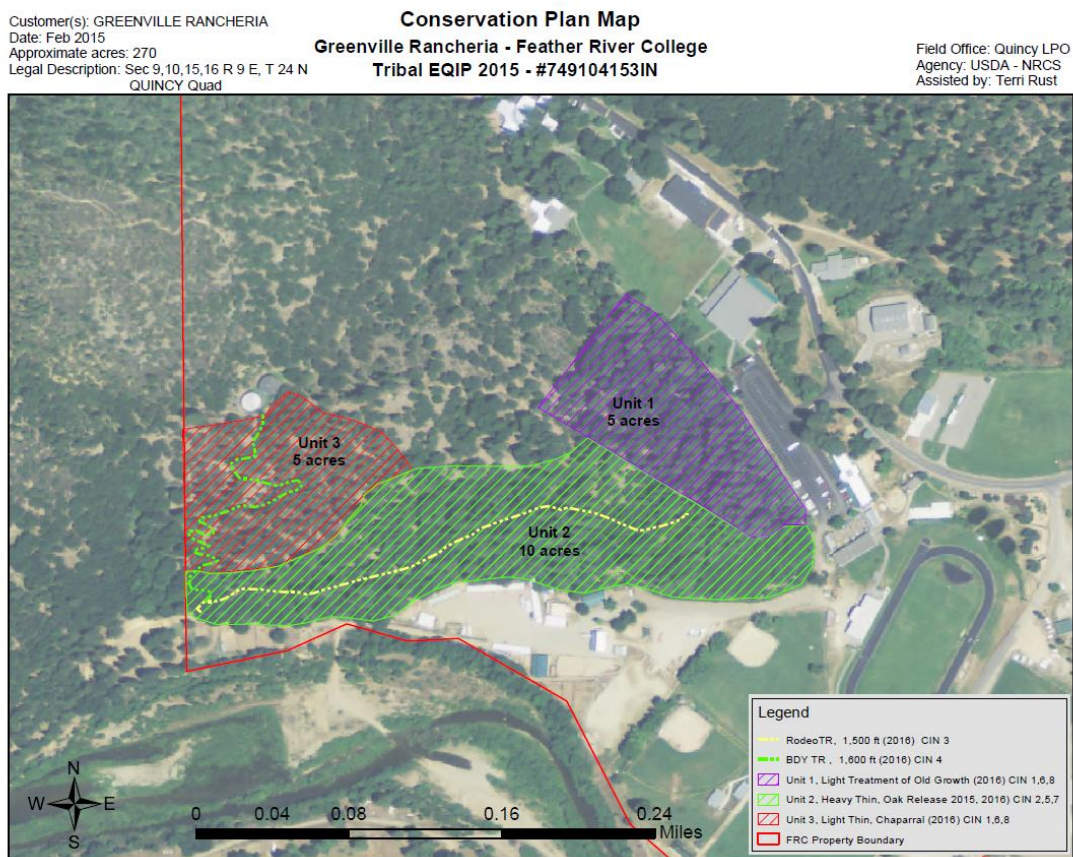 Customer(s): GREENVILLE RANCHERIA
Date: Feb 2015
Approximate acres: 270
Legal Description: Sec 9,10,15,16 R 9 E, T 24 N
QUINCY Quad
Conservation Plan Map
Greenville Rancheria - Feather River College
Tribal EQIP 2015 - #749104153IN
Field Office: Quincy LPO
Agency: USDA - NRCS
Assisted by: Terri Rust
Unit 1
5 acres
Unit 3
5 acres
Unit 2
10 acres
Legend
RodeoTR, 1,500 ft (2016) CIN 3
BDY TR , 1,600 ft (2016) CIN 4
Unit 1, Light Treatment of Old Growth (2016) CIN 1,6,8
Unit 2, Heavy Thin, Oak Release 2015, 2016) CIN 2,5,7
Unit 3, Light Thin, Chaparral (2016) CIN 1,6,8
FRC Property Boundary
N
W E
S
0 0.04 0.08 0.16 0.24
Miles